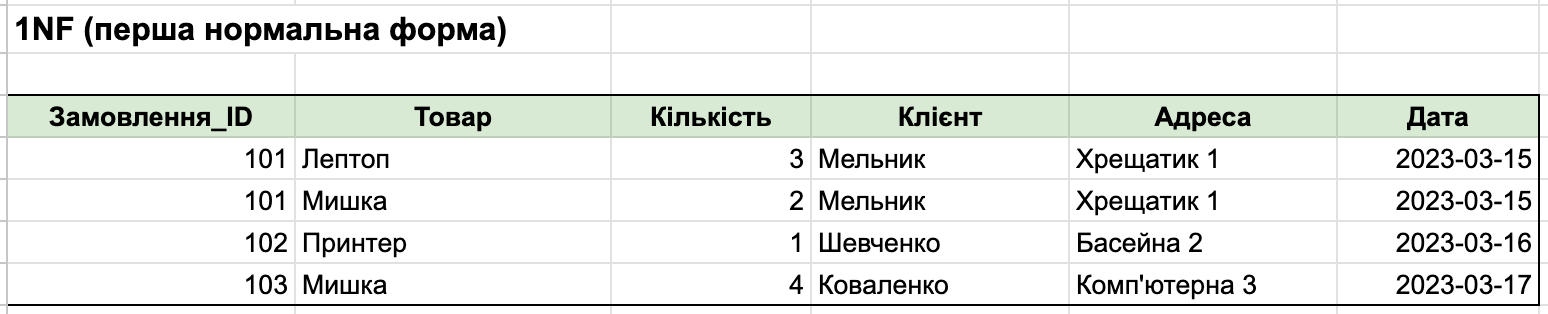 1NF (перша нормальна форма)
Замовлення_ID Товар Кількість Клієнт Адреса Дата
101 Лептоп 3 Мельник Хрещатик 1 2023-03-15
101 Мишка 2 Мельник Хрещатик 1 2023-03-15
102 Принтер 1 Шевченко Басейна 2 2023-03-16
103 Мишка 4 Коваленко Комп'ютерна 3 2023-03-17